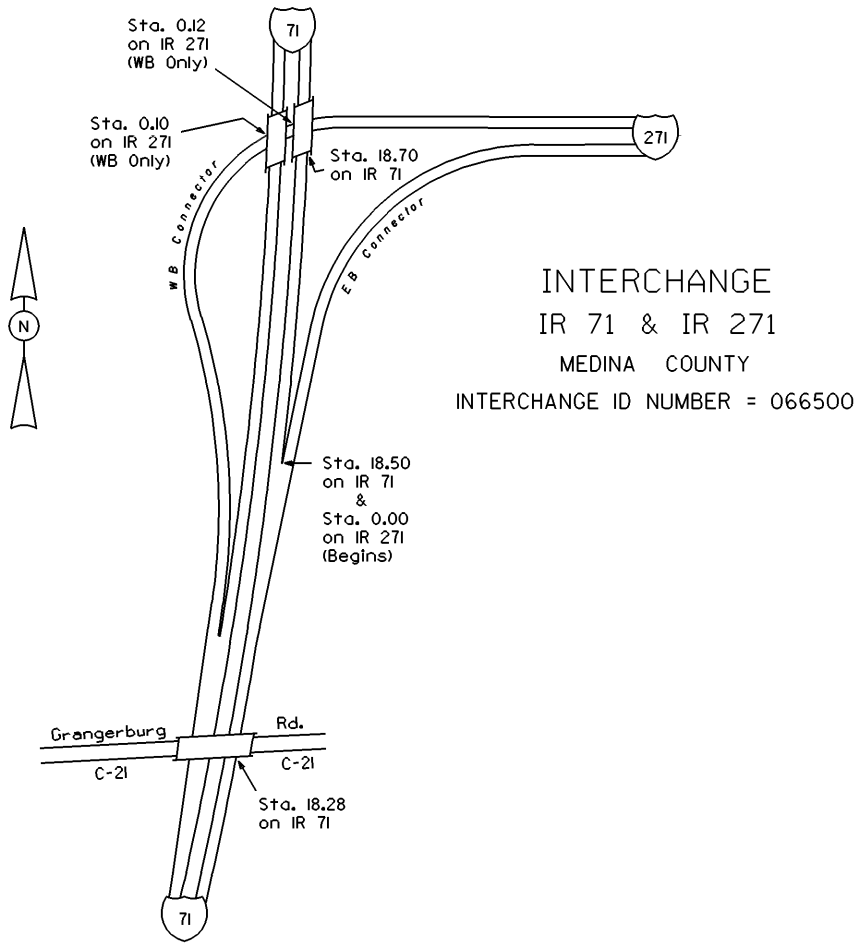 71
Sta. 0.12
on IR 271
(WB Only)
Sta. 0.10
on IR 271
(WB Only)
271
Sta. 18.70
on IR 71
WB Connector
EB Connector
N
INTERCHANGE
IR 71 & IR 271
MEDINA COUNTY
INTERCHANGE ID NUMBER = 066500
Sta. 18.50
on IR 71
&
Sta. 0.00
on IR 271
(Begins)
Grangerburg Rd.
C-21 C-21
Sta. 18.28
on IR 71
71